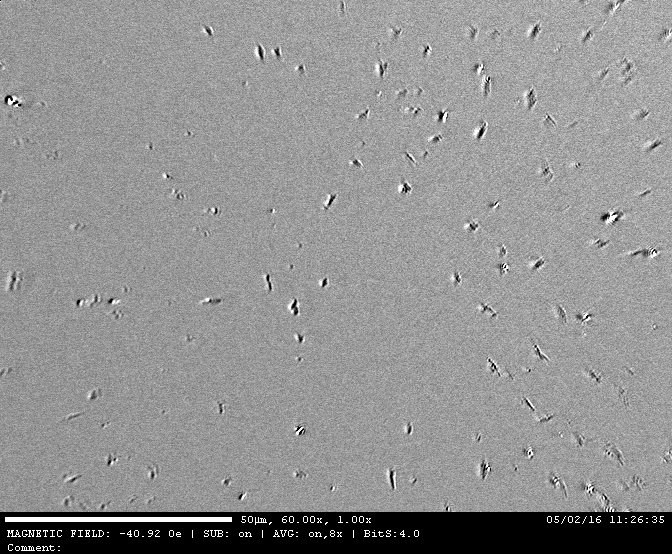 50µm, 60.00x, 1.00x 05/02/16 11:26:35
MAGNETIC FIELD: -40.92 Oe | SUB: on | AVG: on,8x | BitS:4.0
Comment: